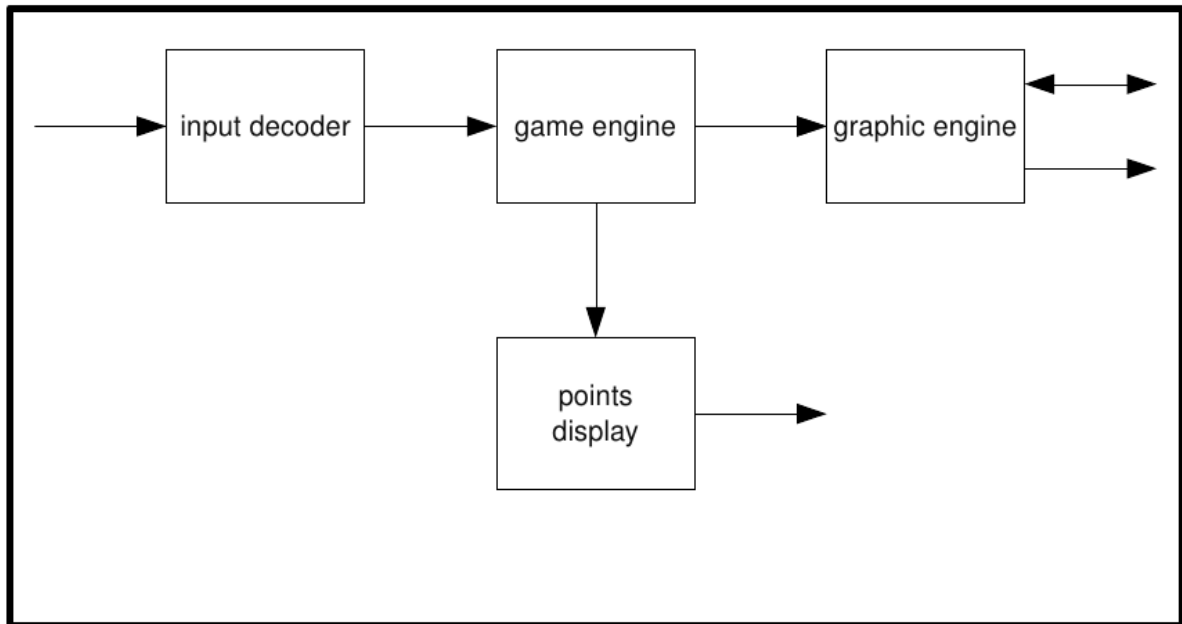 input decoder
game engine
graphic engine
points
display